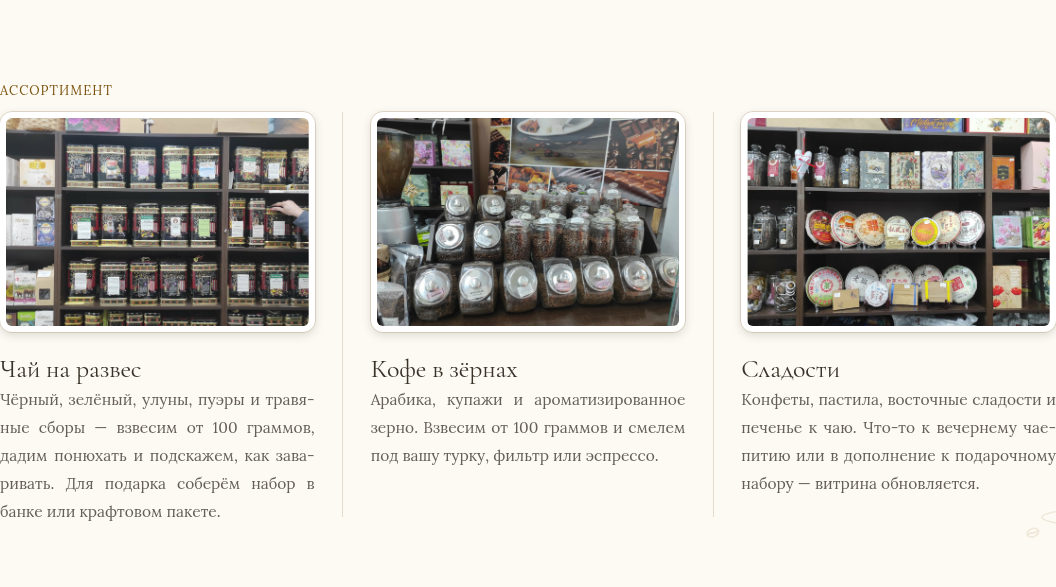 АССОРТИМЕНТ
Чай на развес
Чёрный, зелёный, улуны, пуэры и травя-
ные сборы — взвесим от 100 граммов,
дадим понюхать и подскажем, как зава-
ривать. Для подарка соберём набор в
банке или крафтовом пакете.
Кофе в зёрнах
Арабика, купажи и ароматизированное
зерно. Взвесим от 100 граммов и смелем
под вашу турку, фильтр или эспрессо.
Сладости
Конфеты, пастила, восточные сладости и
печенье к чаю. Что-то к вечернему чае-
питию или в дополнение к подарочному
набору — витрина обновляется.